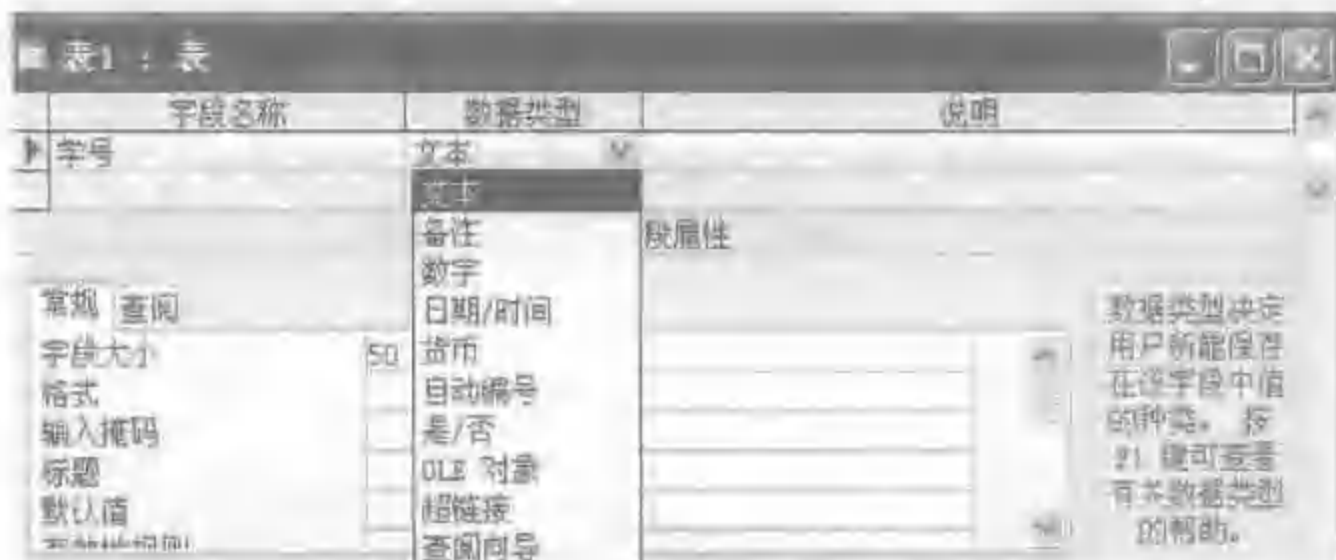 表1 : 表
字段名称 数据类型 说明
学号 文本
文本
备注
段属性
数字
日期/时间
货币
自动编号
是/否
OLE 对象
超链接
查阅向导
常规 查阅
字段大小 50
格式
输入掩码
标题
默认值
有效性规则
数据类型决定
用户所能保存
在该字段中值
的种类。 按
F1 键可查看
有关数据类型
的帮助。